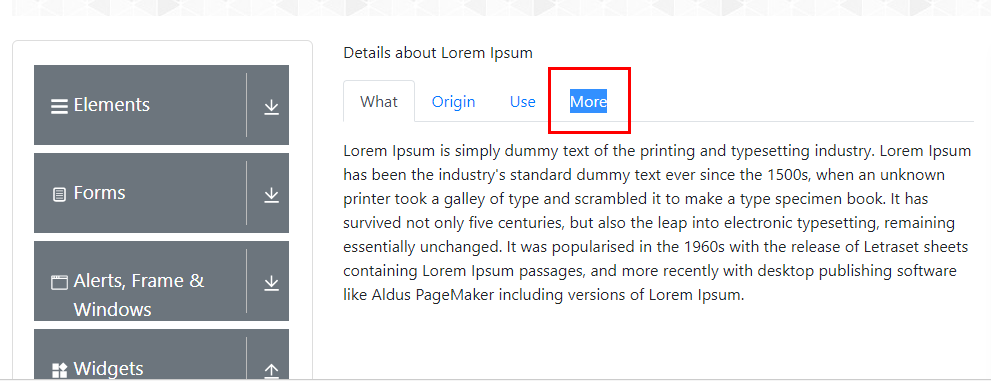 Elements
Forms
Alerts, Frame &
Windows
Widgets
Details about Lorem Ipsum
What Origin Use More
Lorem Ipsum is simply dummy text of the printing and typesetting industry. Lorem Ipsum
has been the industry's standard dummy text ever since the 1500s, when an unknown
printer took a galley of type and scrambled it to make a type specimen book. It has
survived not only five centuries, but also the leap into electronic typesetting, remaining
essentially unchanged. It was popularised in the 1960s with the release of Letraset sheets
containing Lorem Ipsum passages, and more recently with desktop publishing software
like Aldus PageMaker including versions of Lorem Ipsum.